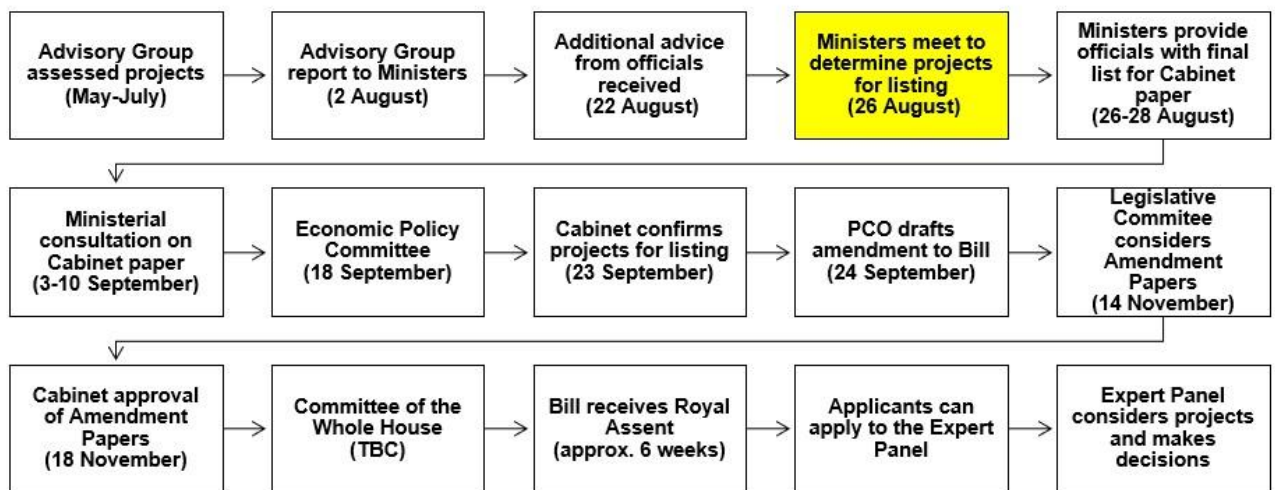 Advisory Group
assessed projects
(May-July)
Advisory Group
report to Ministers
(2 August)
Additional advice
from officials
received
(22 August)
Ministers meet to
determine projects
for listing
(26 August)
Ministers provide
officials with final
list for Cabinet
paper
(26-28 August)
Ministerial
consultation on
Cabinet paper
(3-10 September)
Economic Policy
Committee
(18 September)
Cabinet confirms
projects for listing
(23 September)
PCO drafts
amendment to Bill
(24 September)
Legislative
Commitee
considers
Amendment
Papers
(14 November)
Cabinet approval
of Amendment
Papers
(18 November)
Committee of the
Whole House
(TBC)
Bill receives Royal
Assent
(approx. 6 weeks)
Applicants can
apply to the Expert
Panel
Expert Panel
considers projects
and makes
decisions